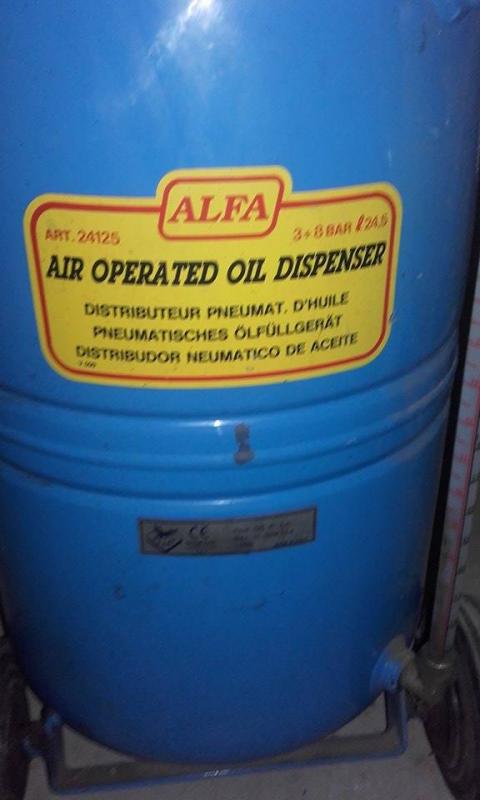 ALFA
ART. 24125 3÷8 BAR ℓ 24,5
AIR OPERATED OIL DISPENSER
DISTRIBUTEUR PNEUMAT. D'HUILE
PNEUMATISCHES ÖLFÜLLGERÄT
DISTRIBUDOR NEUMATICO DE ACEITE
CE